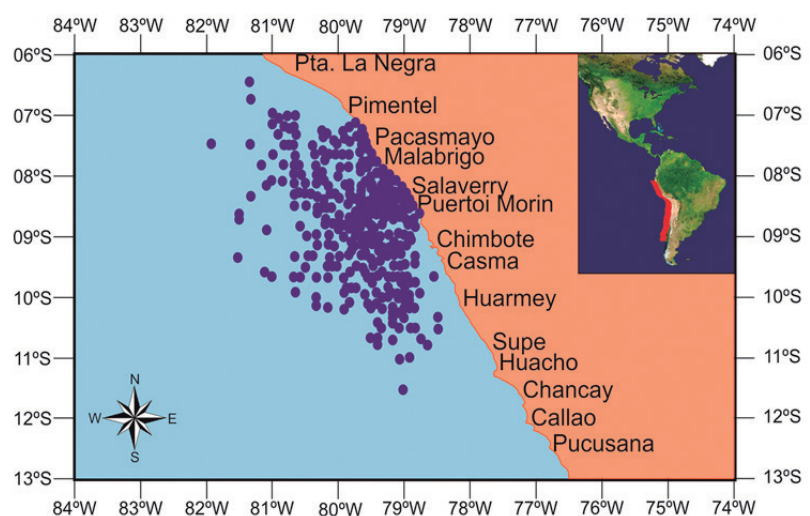 84ºW 83ºW 82ºW 81ºW 80ºW 79ºW 78ºW 77ºW 76ºW 75ºW 74ºW
06ºS 06ºS
Pta. La Negra
07ºS Pimentel 07ºS
Pacasmayo
08ºS Malabrigo 08ºS
Salaverry
Puertoi Morin
09ºS Chimbote 09ºS
Casma
10ºS Huarmey 10ºS
Supe
11ºS Huacho 11ºS
N
Chancay
W E
12ºS Callao 12ºS
S
Pucusana
13ºS 13ºS
84ºW 83ºW 82ºW 81ºW 80ºW 79ºW 78ºW 77ºW 76ºW 75ºW 74ºW